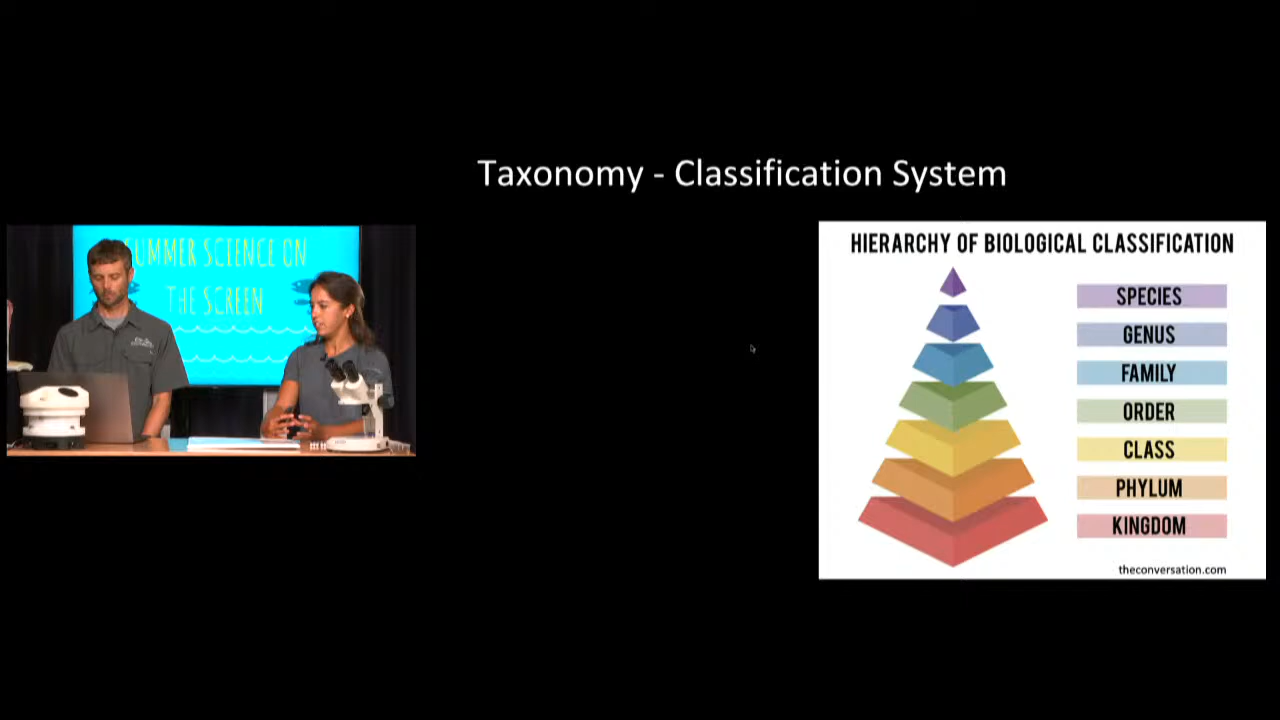 Taxonomy - Classification System
SUMMER SCIENCE ON
THE SCREEN
HIERARCHY OF BIOLOGICAL CLASSIFICATION
SPECIES
GENUS
FAMILY
ORDER
CLASS
PHYLUM
KINGDOM
theconversation.com